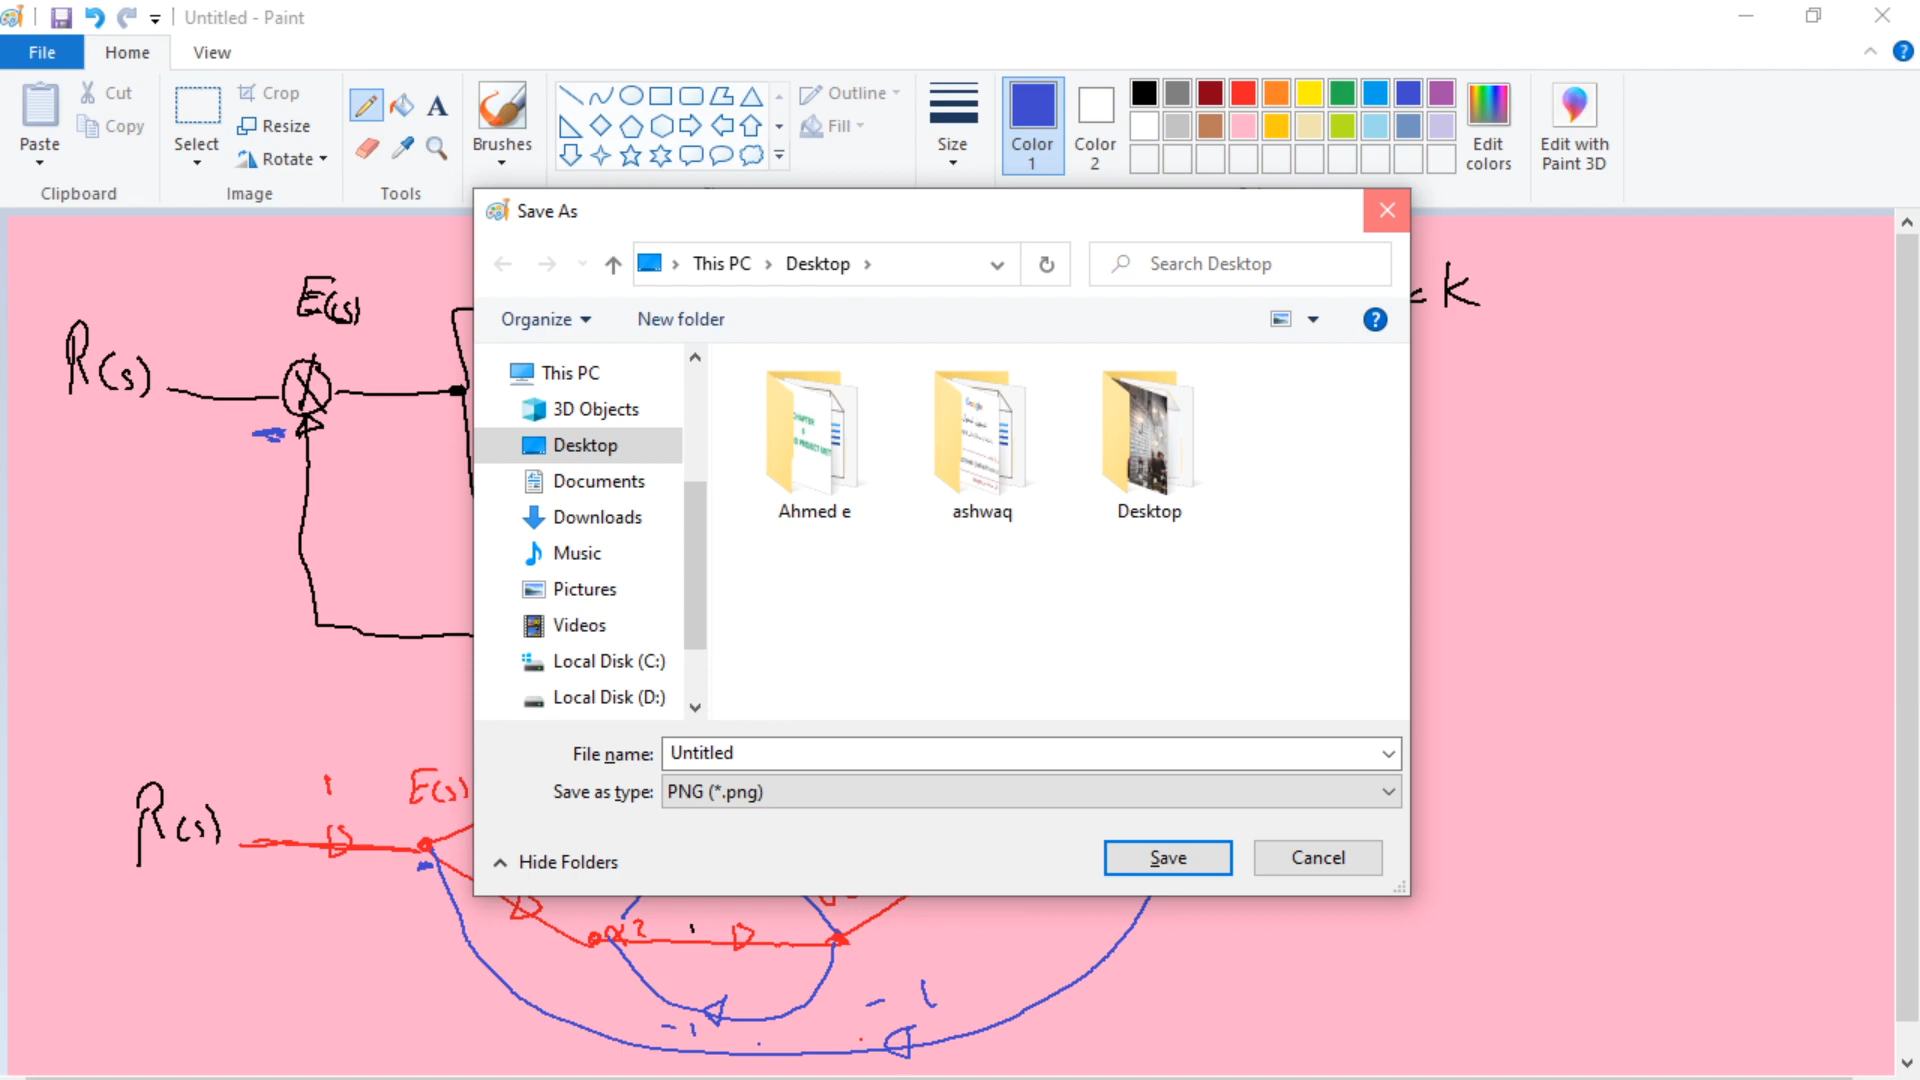 Untitled - Paint
File
Home
View
Paste
Cut
Copy
Clipboard
Select
Crop
Resize
Rotate
Image
A
Tools
Brushes
Outline
Fill
Size
Color 1
Color 2
Edit colors
Edit with Paint 3D
Save As
This PC
Desktop
Search Desktop
Organize
New folder
This PC
3D Objects
Desktop
Documents
Downloads
Music
Pictures
Videos
Local Disk (C:)
Local Disk (D:)
Ahmed e
ashwaq
Desktop
File name:
Untitled
Save as type:
PNG (*.png)
Hide Folders
Save
Cancel
E(s)
R(s)
K
1
E(s)
R(s)
- 1
-1